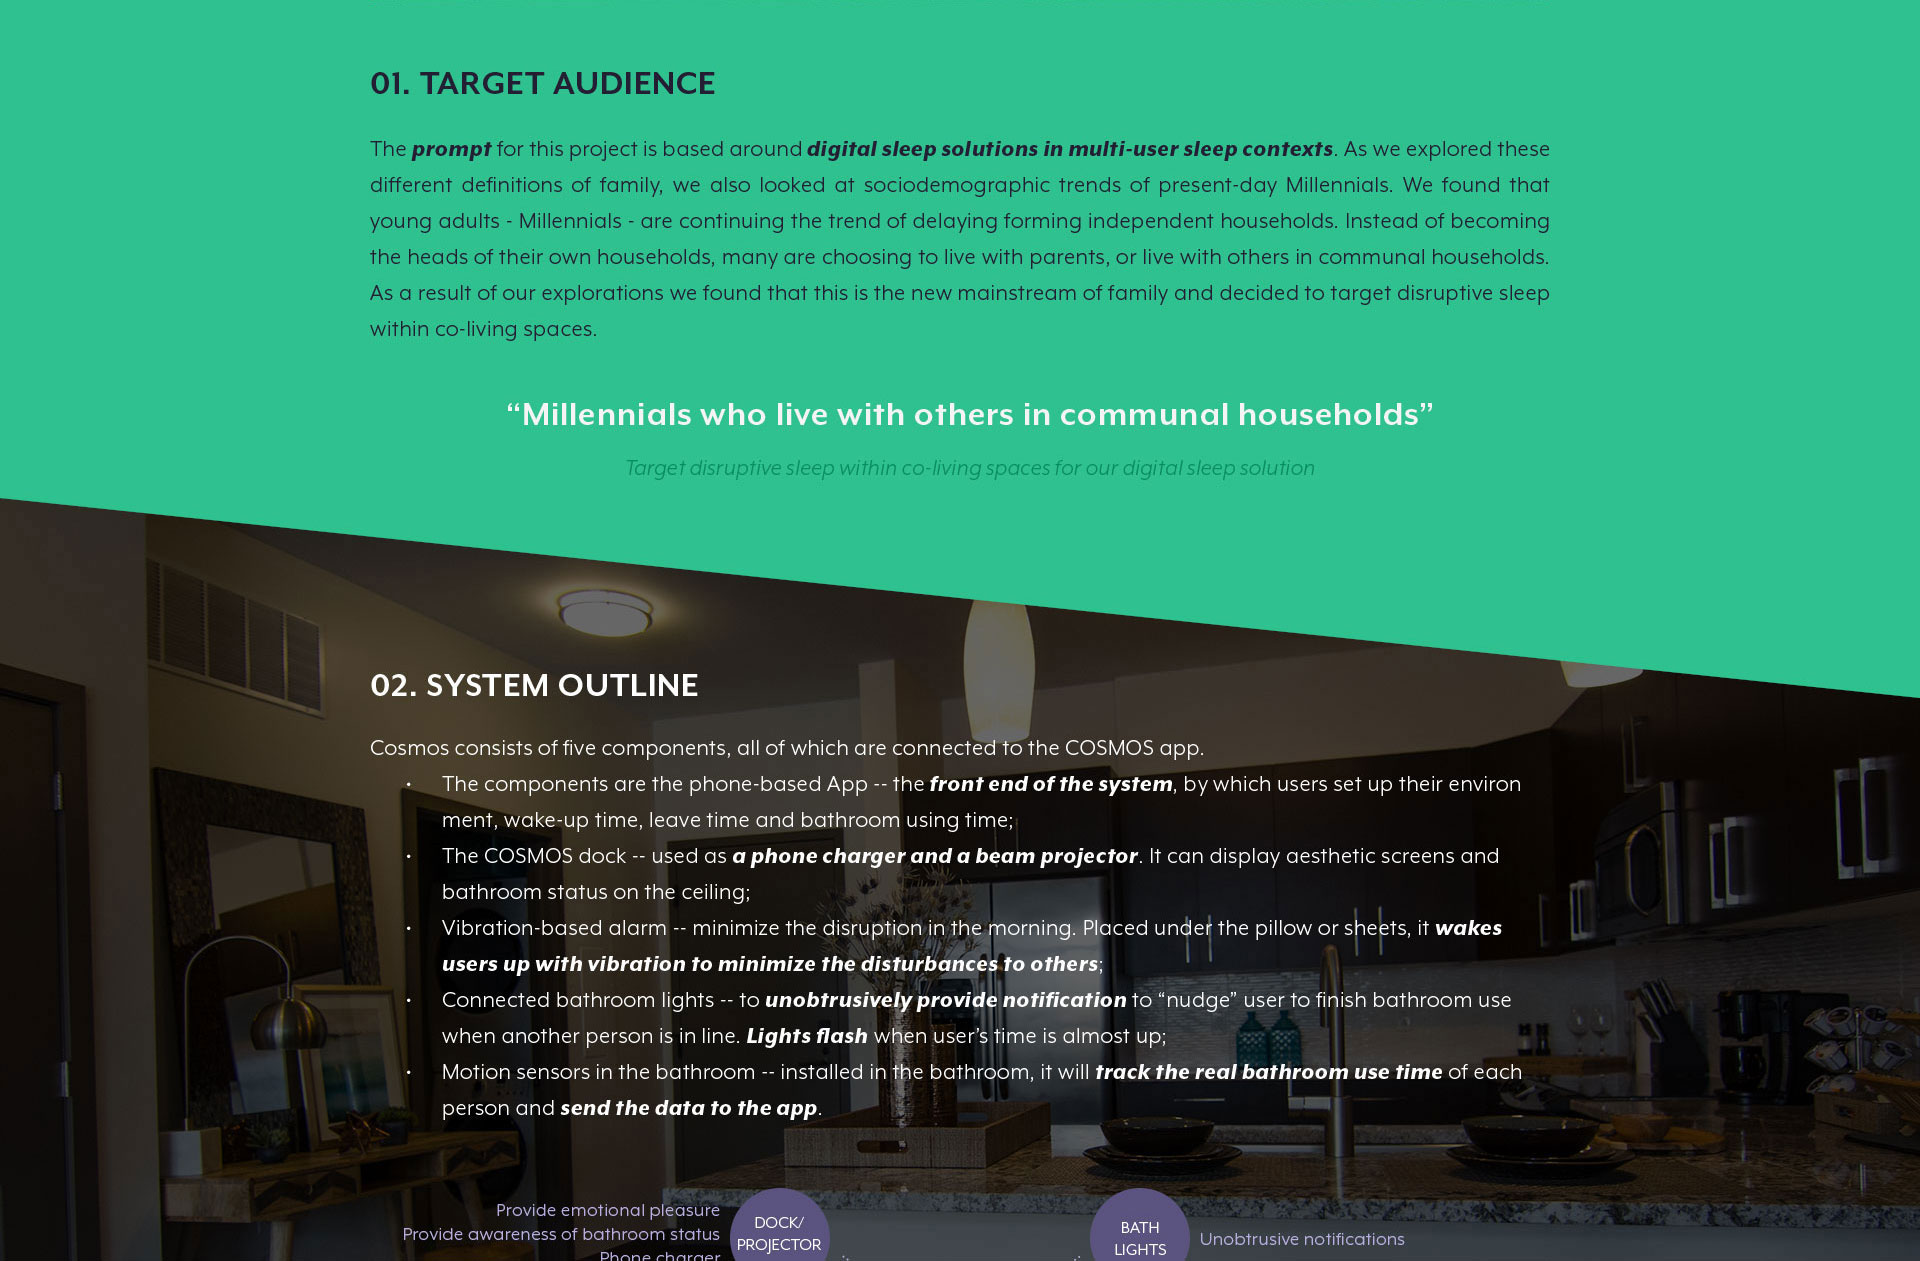 01. TARGET AUDIENCE
The prompt for this project is based around digital sleep solutions in multi-user sleep contexts. As we explored these
different definitions of family, we also looked at sociodemographic trends of present-day Millennials. We found that
young adults - Millennials - are continuing the trend of delaying forming independent households. Instead of becoming
the heads of their own households, many are choosing to live with parents, or live with others in communal households.
As a result of our explorations we found that this is the new mainstream of family and decided to target disruptive sleep
within co-living spaces.
“Millennials who live with others in communal households”
Target disruptive sleep within co-living spaces for our digital sleep solution
02. SYSTEM OUTLINE
Cosmos consists of five components, all of which are connected to the COSMOS app.
• The components are the phone-based App -- the front end of the system, by which users set up their environ
ment, wake-up time, leave time and bathroom using time;
• The COSMOS dock -- used as a phone charger and a beam projector. It can display aesthetic screens and
bathroom status on the ceiling;
• Vibration-based alarm -- minimize the disruption in the morning. Placed under the pillow or sheets, it wakes
users up with vibration to minimize the disturbances to others;
• Connected bathroom lights -- to unobtrusively provide notification to “nudge” user to finish bathroom use
when another person is in line. Lights flash when user’s time is almost up;
• Motion sensors in the bathroom -- installed in the bathroom, it will track the real bathroom use time of each
person and send the data to the app.
Provide emotional pleasure
Provide awareness of bathroom status
Phone charger
DOCK/
PROJECTOR
BATH
LIGHTS
Unobtrusive notifications